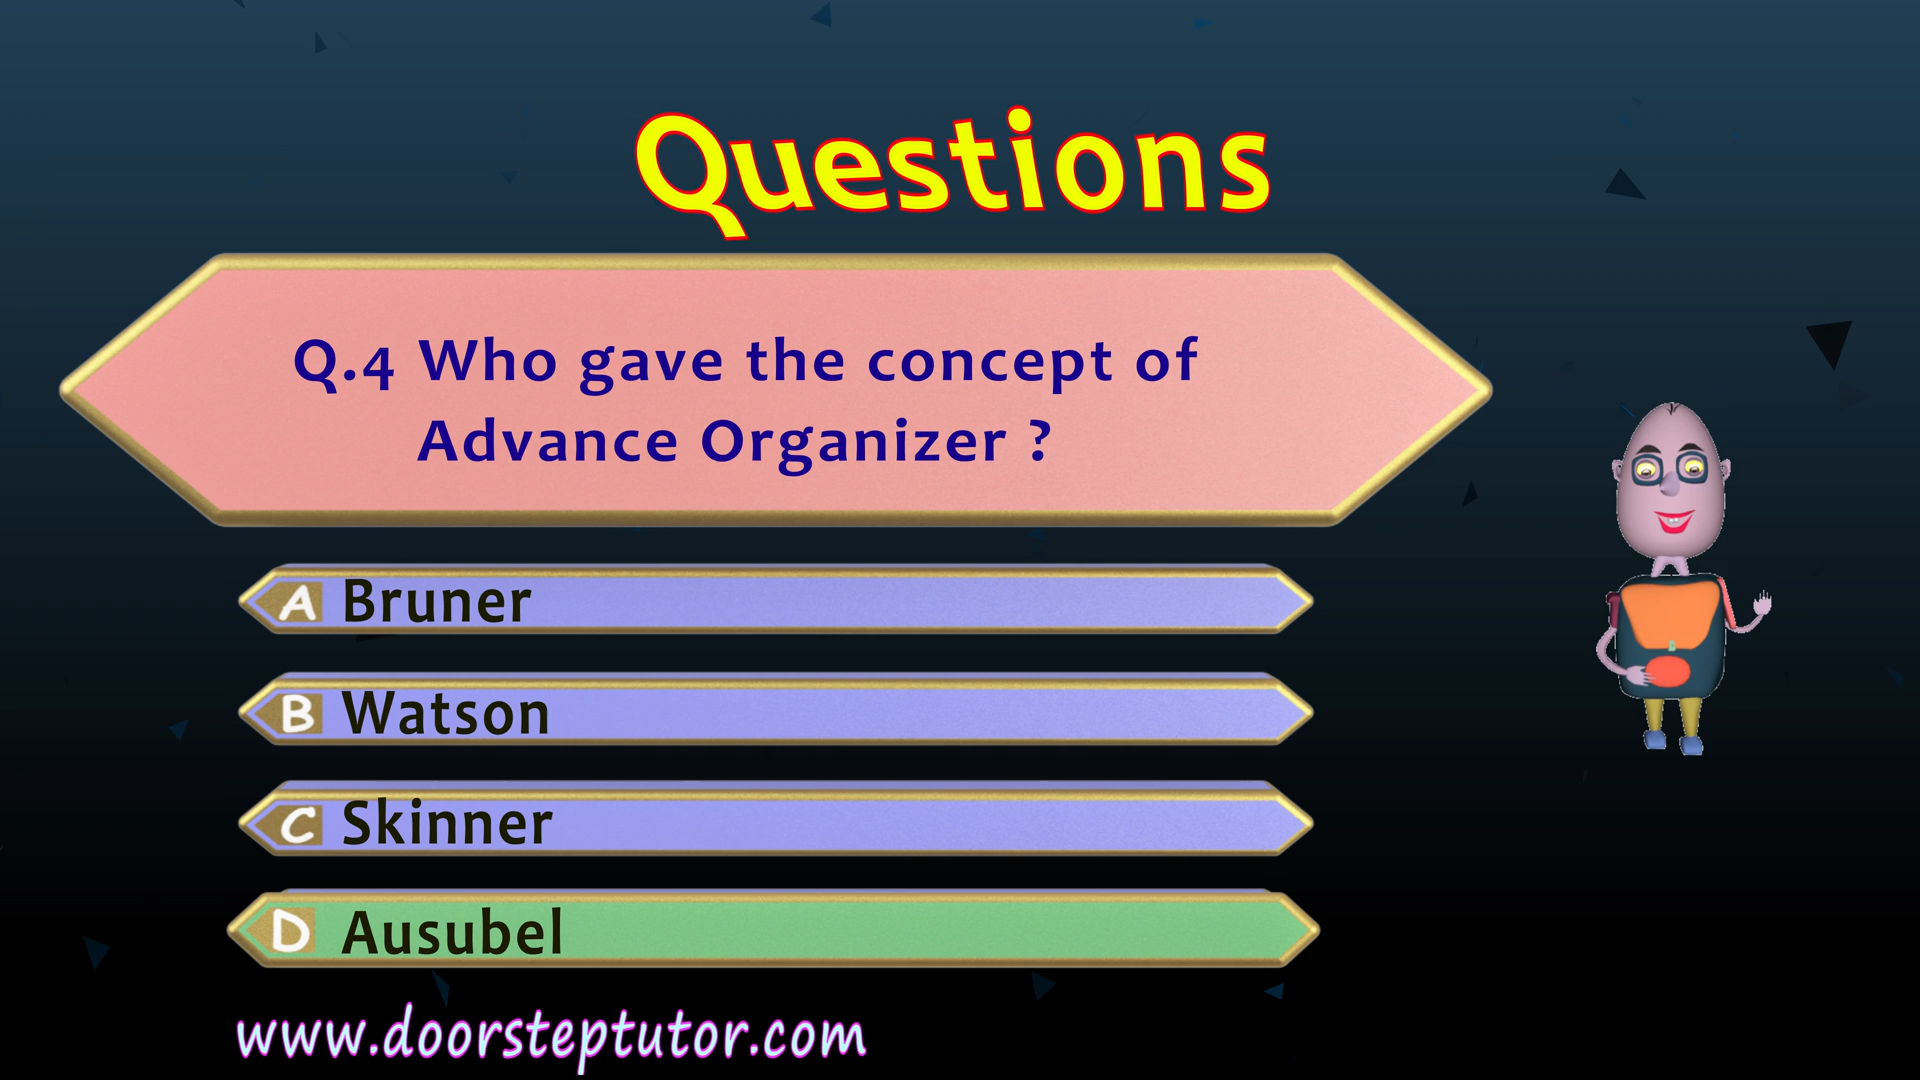 Questions
Q.4 Who gave the concept of
Advance Organizer ?
A Bruner
B Watson
C Skinner
D Ausubel
www.doorsteptutor.com